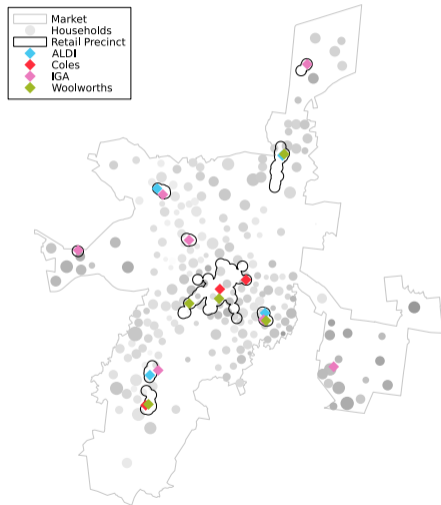 Market
Households
Retail Precinct
ALDI
Coles
IGA
Woolworths